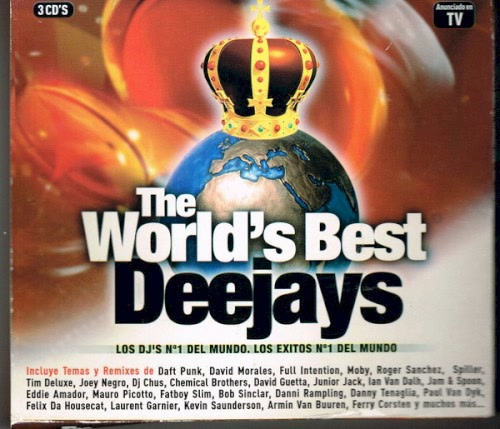 3 CD'S
Anunciado en
TV
The
World's Best
Deejays
LOS DJ'S Nº1 DEL MUNDO. LOS EXITOS Nº1 DEL MUNDO
Incluye Temas y Remixes de Daft Punk, David Morales, Full Intention, Moby, Roger Sanchez, Spiller,
Tim Deluxe, Joey Negro, Dj Chus, Chemical Brothers, David Guetta, Junior Jack, Ian Van Dalh, Jam & Spoon,
Eddie Amador, Mauro Picotto, Fatboy Slim, Bob Sinclar, Danni Rampling, Danny Tenaglia, Paul Van Dyk,
Felix Da Housecat, Laurent Garnier, Kevin Saunderson, Armin Van Buuren, Ferry Corsten y muchos mas...